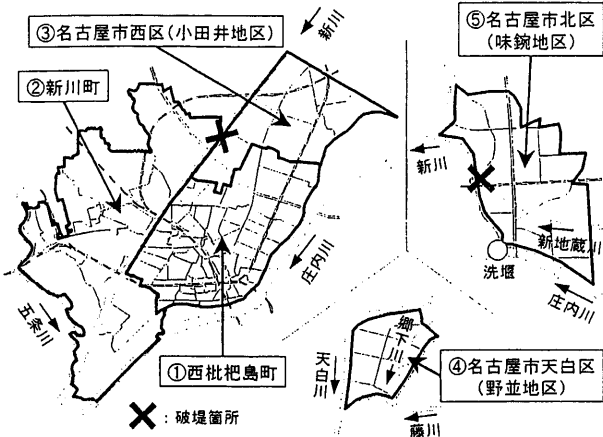 ③名古屋市西区(小田井地区)
新川
⑤名古屋市北区
(味鋺地区)
②新川町
新川
新地蔵川
洗堰
庄内川
庄内川
五条川
①西枇杷島町
天白川
郷下川
④名古屋市天白区
(野並地区)
藤川
✕:破堤箇所